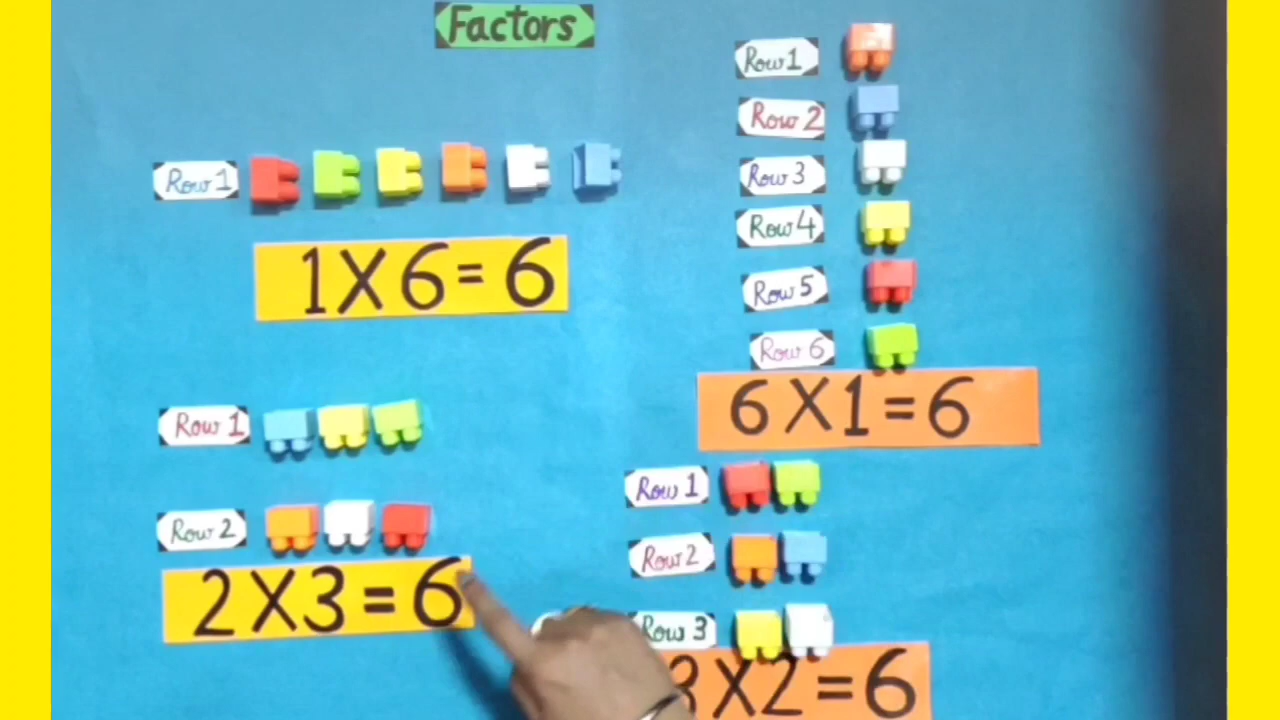 Factors
Row 1
1X6=6
Row 1
Row 2
2X3=6
Row 1
Row 2
Row 3
Row 4
Row 5
Row 6
6X1=6
Row 1
Row 2
Row 3
3X2=6